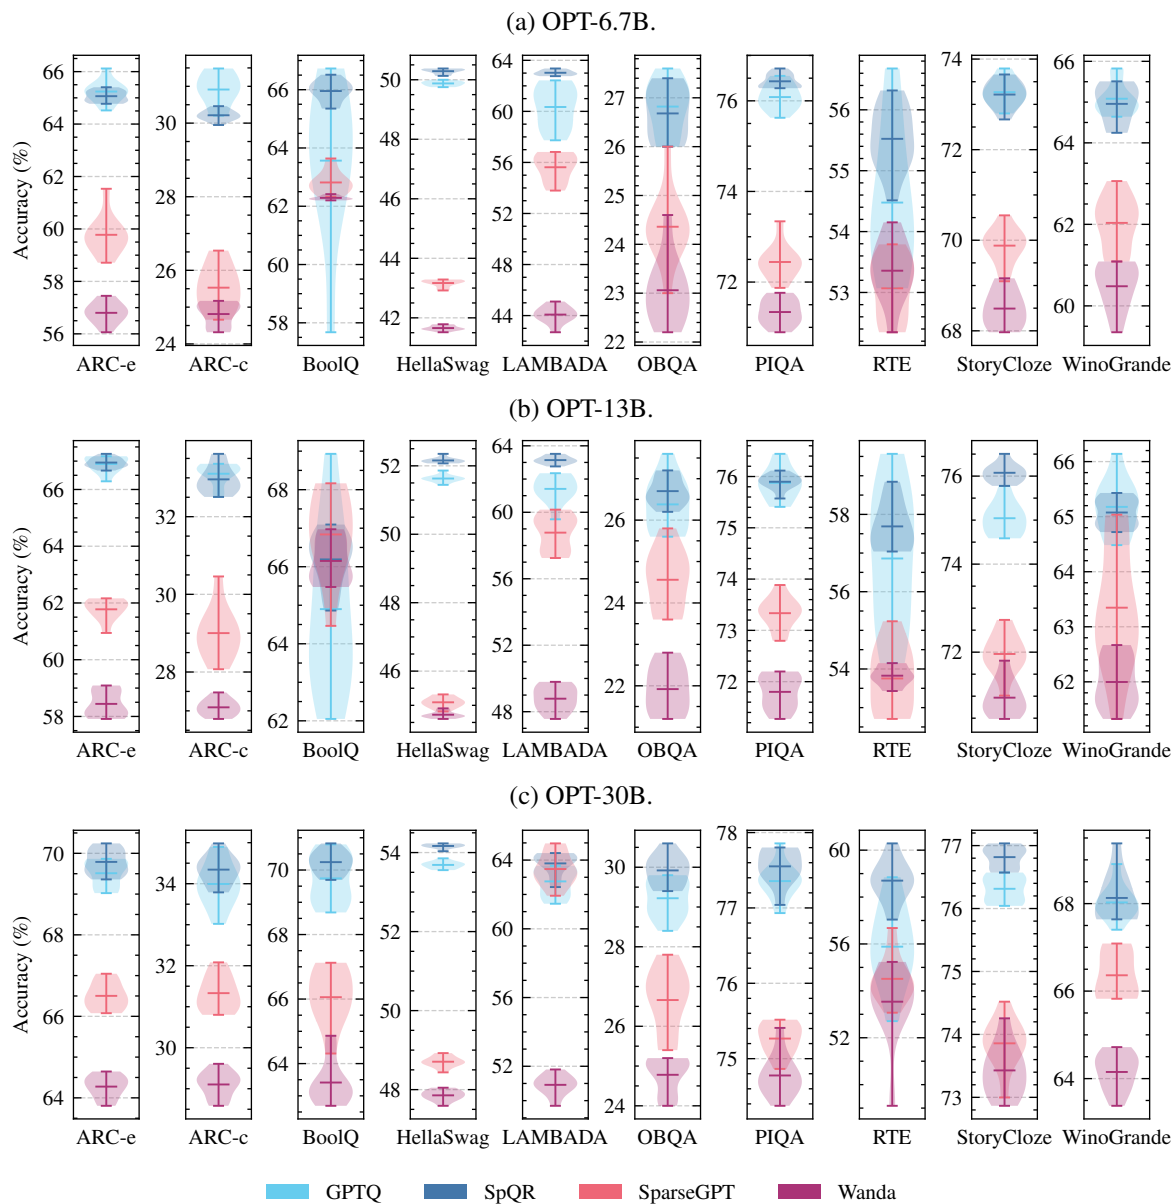 (a) OPT-6.7B.
Accuracy (%)
66 64 62 60 58 56
30 28 26 24
66 64 62 60 58
50 48 46 44 42
64 60 56 52 48 44
27 26 25 24 23 22
76 74 72
56 55 54 53
74 72 70 68
66 64 62 60
ARC-e ARC-c BoolQ HellaSwag LAMBADA OBQA PIQA RTE StoryCloze WinoGrande
(b) OPT-13B.
Accuracy (%)
66 64 62 60 58
32 30 28
68 66 64 62
52 50 48 46
64 60 56 52 48
26 24 22
76 75 74 73 72
58 56 54
76 74 72
66 65 64 63 62
ARC-e ARC-c BoolQ HellaSwag LAMBADA OBQA PIQA RTE StoryCloze WinoGrande
(c) OPT-30B.
Accuracy (%)
70 68 66 64
34 32 30
70 68 66 64
54 52 50 48
64 60 56 52
30 28 26 24
78 77 76 75
60 56 52
77 76 75 74 73
68 66 64
ARC-e ARC-c BoolQ HellaSwag LAMBADA OBQA PIQA RTE StoryCloze WinoGrande
GPTQ SpQR SparseGPT Wanda